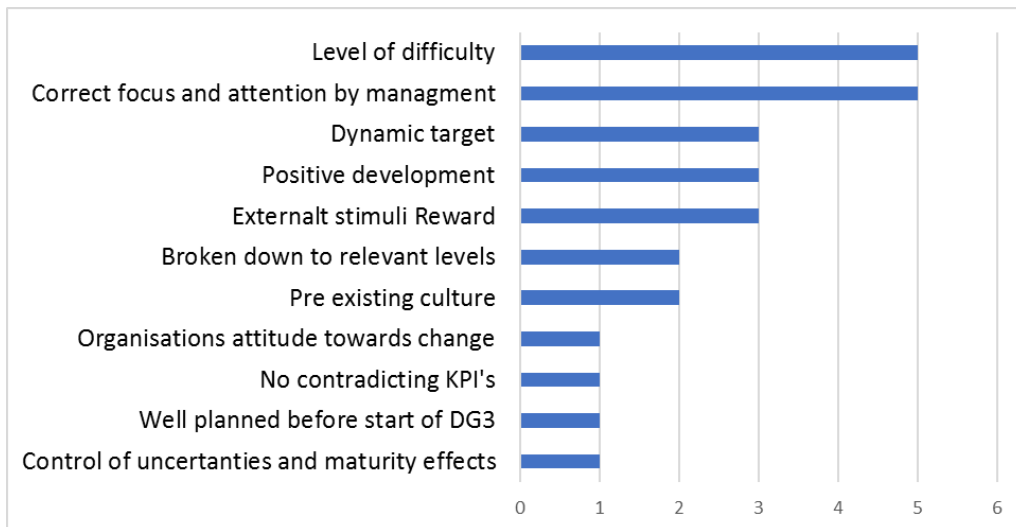 Level of difficulty
Correct focus and attention by managment
Dynamic target
Positive development
Externalt stimuli Reward
Broken down to relevant levels
Pre existing culture
Organisations attitude towards change
No contradicting KPI's
Well planned before start of DG3
Control of uncertanties and maturity effects
0 1 2 3 4 5 6